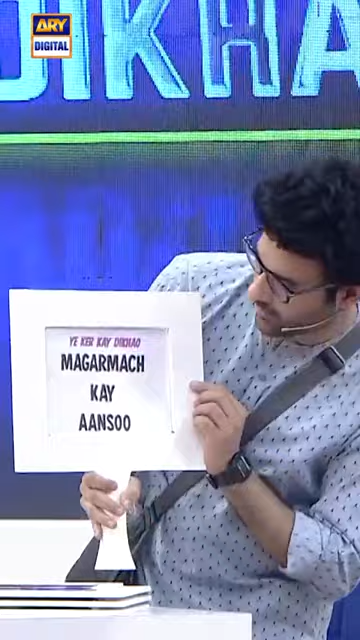 ARY
DIGITAL
DIKHA
YE KER KAY DIKHAO
MAGARMACH
KAY
AANSOO